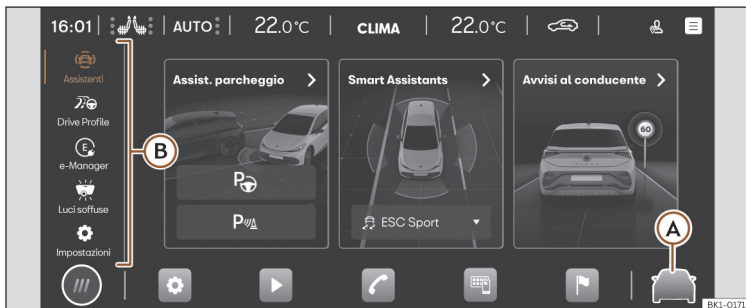 16:01 AUTO 22.0°C CLIMA 22.0°C
Assistenti
Drive Profile
e-Manager
Luci soffuse
Impostazioni
B
Assist. parcheggio
P
P
Smart Assistants
ESC Sport
Avvisi al conducente
60
A
BK1-0171